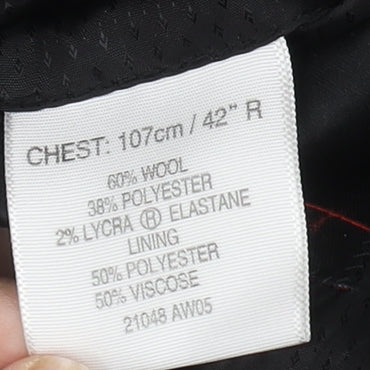 CHEST: 107cm / 42" R
60% WOOL
38% POLYESTER
2% LYCRA ® ELASTANE
LINING
50% POLYESTER
50% VISCOSE
21048 AW05